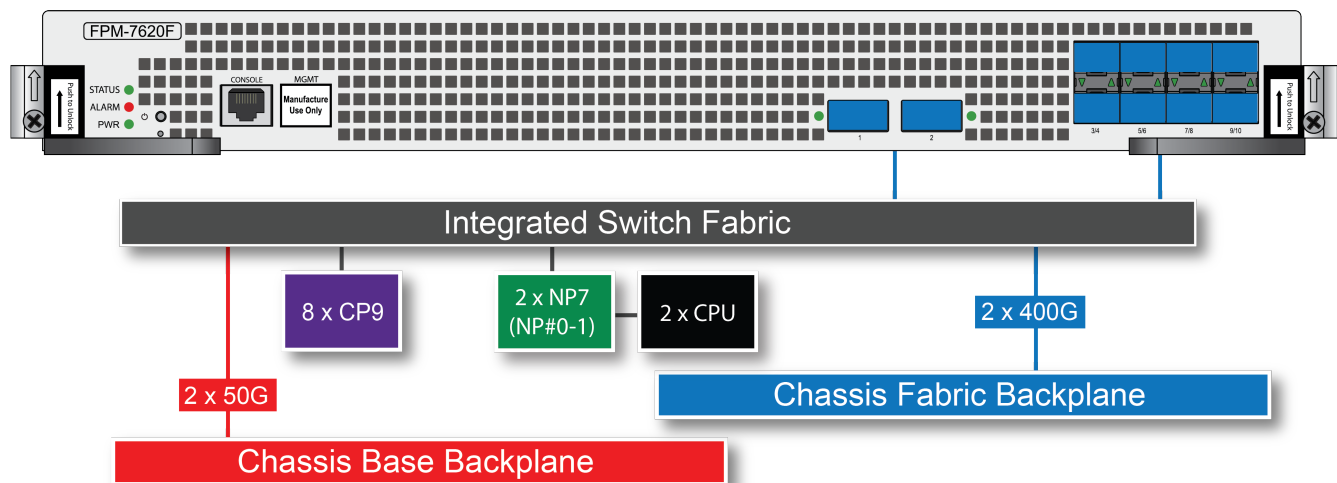 FPM-7620F
STATUS
ALARM
PWR
CONSOLE
MGMT
Manufacture
Use Only
Push to Unlock
Push to Unlock
1
2
3/4
5/6
7/8
9/10
Integrated Switch Fabric
8 x CP9
2 x NP7
(NP#0-1)
2 x CPU
2 x 400G
2 x 50G
Chassis Fabric Backplane
Chassis Base Backplane